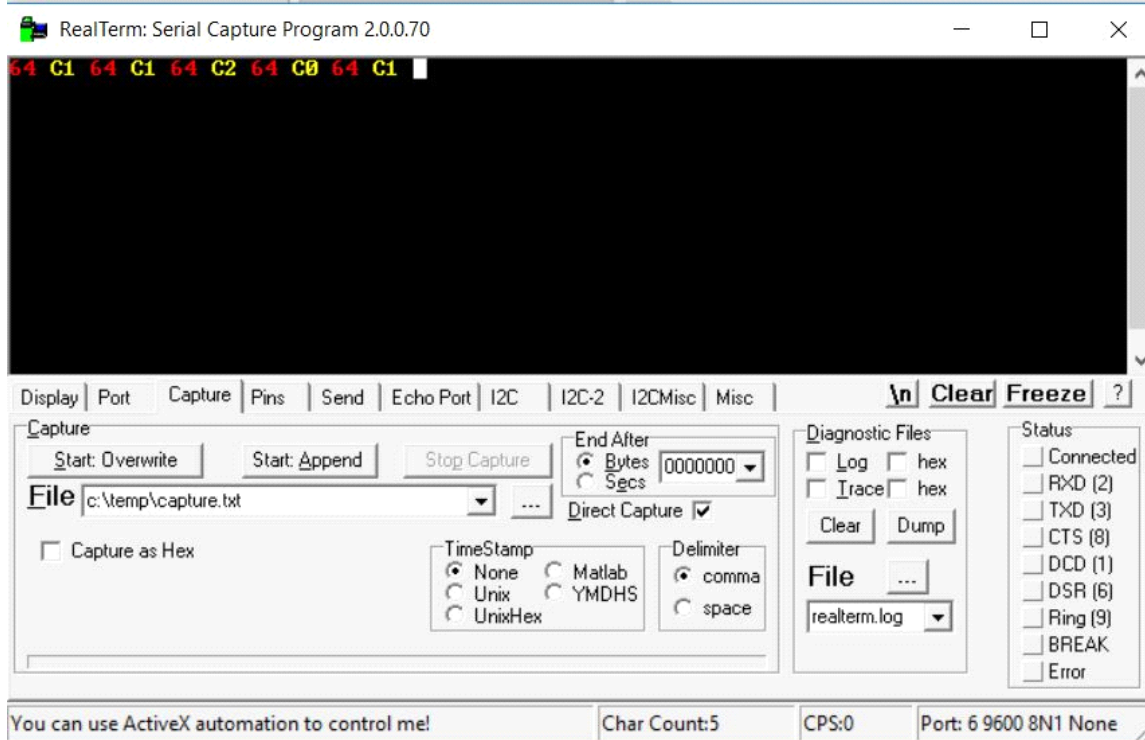 RealTerm: Serial Capture Program 2.0.0.70
64 C1 64 C1 64 C2 64 C0 64 C1
Display Port Capture Pins Send Echo Port I2C I2C-2 I2CMisc Misc \n Clear Freeze ?
Capture
Start: Overwrite Start: Append Stop Capture
End After
Bytes
Secs
0000000
File c:\temp\capture.txt ...
Direct Capture
Capture as Hex
TimeStamp
None Matlab
Unix YMDHS
UnixHex
Delimiter
comma
space
Diagnostic Files
Log hex
Trace hex
Clear Dump
File ...
realterm.log
Status
Connected
RXD (2)
TXD (3)
CTS (8)
DCD (1)
DSR (6)
Ring (9)
BREAK
Error
You can use ActiveX automation to control me! Char Count:5 CPS:0 Port: 6 9600 8N1 None